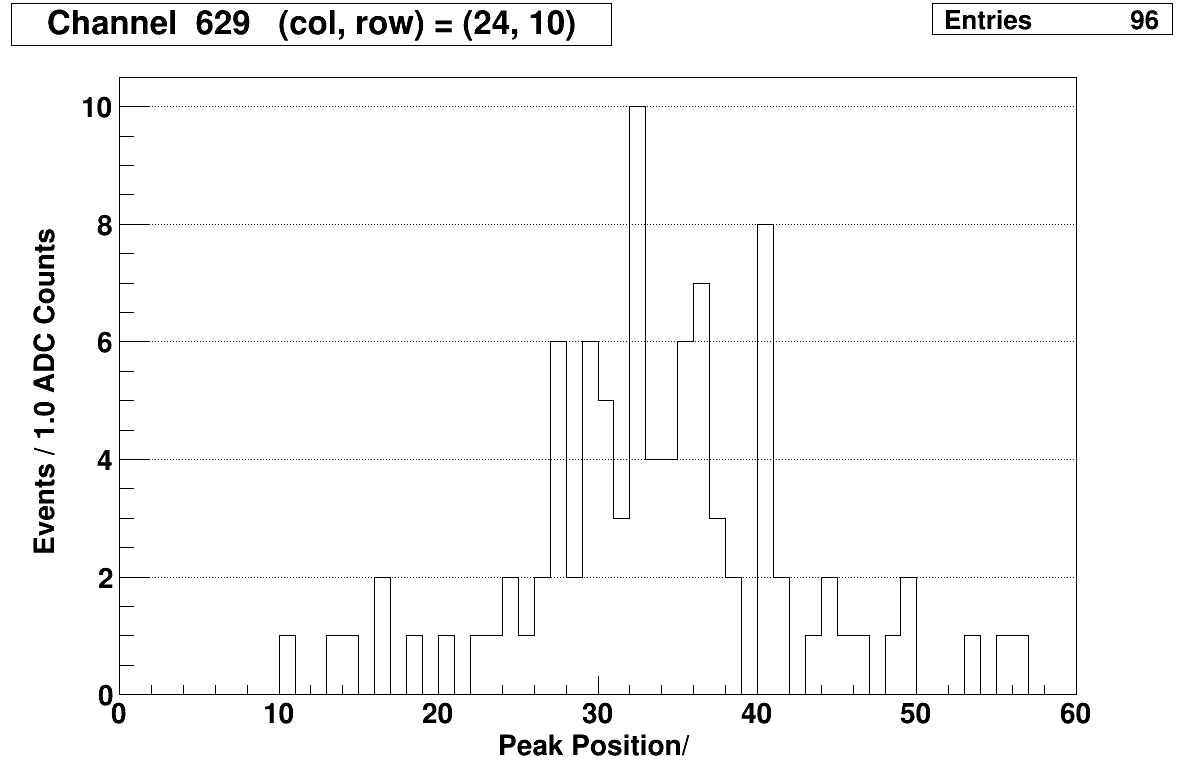 Channel 629 (col, row) = (24, 10)
Entries 96
10
8
6
4
2
0
Events / 1.0 ADC Counts
0 10 20 30 40 50 60
Peak Position/